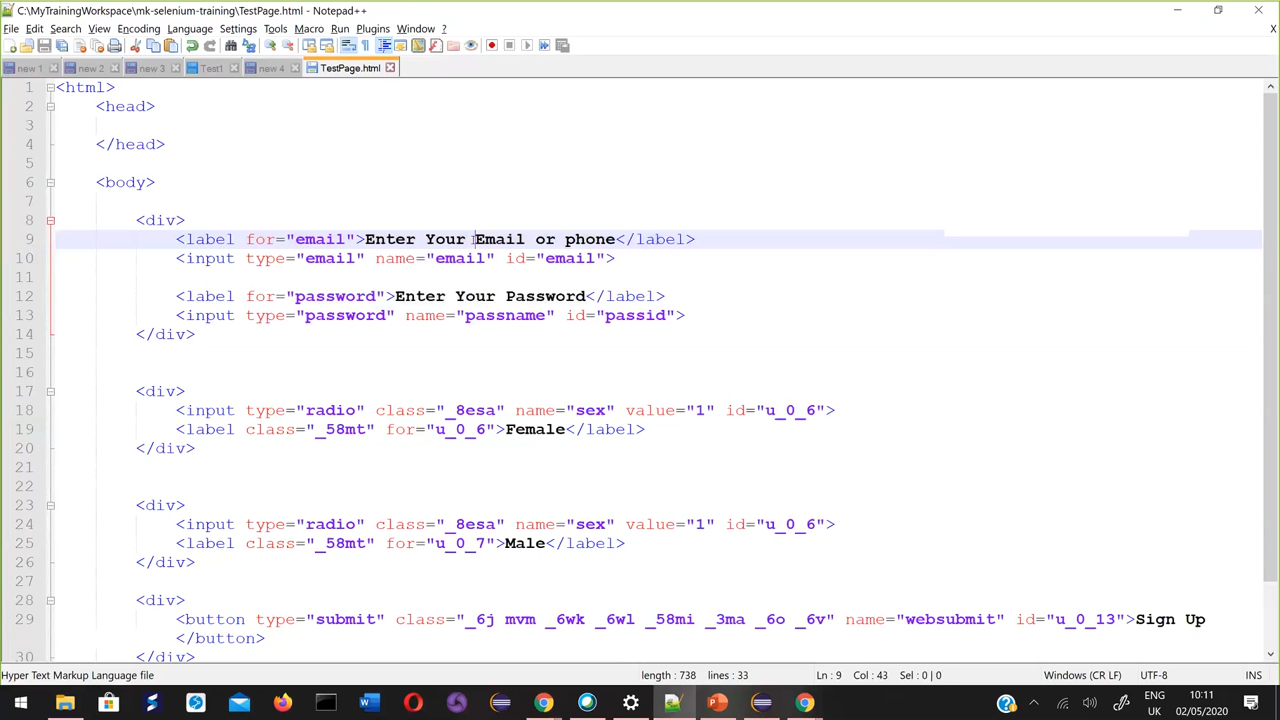 C:\MyTrainingWorkspace\mk-selenium-training\TestPage.html - Notepad++
File Edit Search View Encoding Language Settings Tools Macro Run Plugins Window ? X
new 1 new 2 new 3 Test1 new 4 TestPage.html
1 <html>
2 <head>
3
4 </head>
5
6 <body>
7
8 <div>
9 <label for="email">Enter Your Email or phone</label>
10 <input type="email" name="email" id="email">
11
12 <label for="password">Enter Your Password</label>
13 <input type="password" name="passname" id="passid">
14 </div>
15
16
17 <div>
18 <input type="radio" class="_8esa" name="sex" value="1" id="u_0_6">
19 <label class="_58mt" for="u_0_6">Female</label>
20 </div>
21
22
23 <div>
24 <input type="radio" class="_8esa" name="sex" value="1" id="u_0_6">
25 <label class="_58mt" for="u_0_7">Male</label>
26 </div>
27
28 <div>
29 <button type="submit" class="_6j mvm _6wk _6wl _58mi _3ma _6o _6v" name="websubmit" id="u_0_13">Sign Up
</button>
30 </div>
Hyper Text Markup Language file length : 738 lines : 33 Ln : 9 Col : 43 Sel : 0 | 0 Windows (CR LF) UTF-8 INS
ENG 10:11
UK 02/05/2020